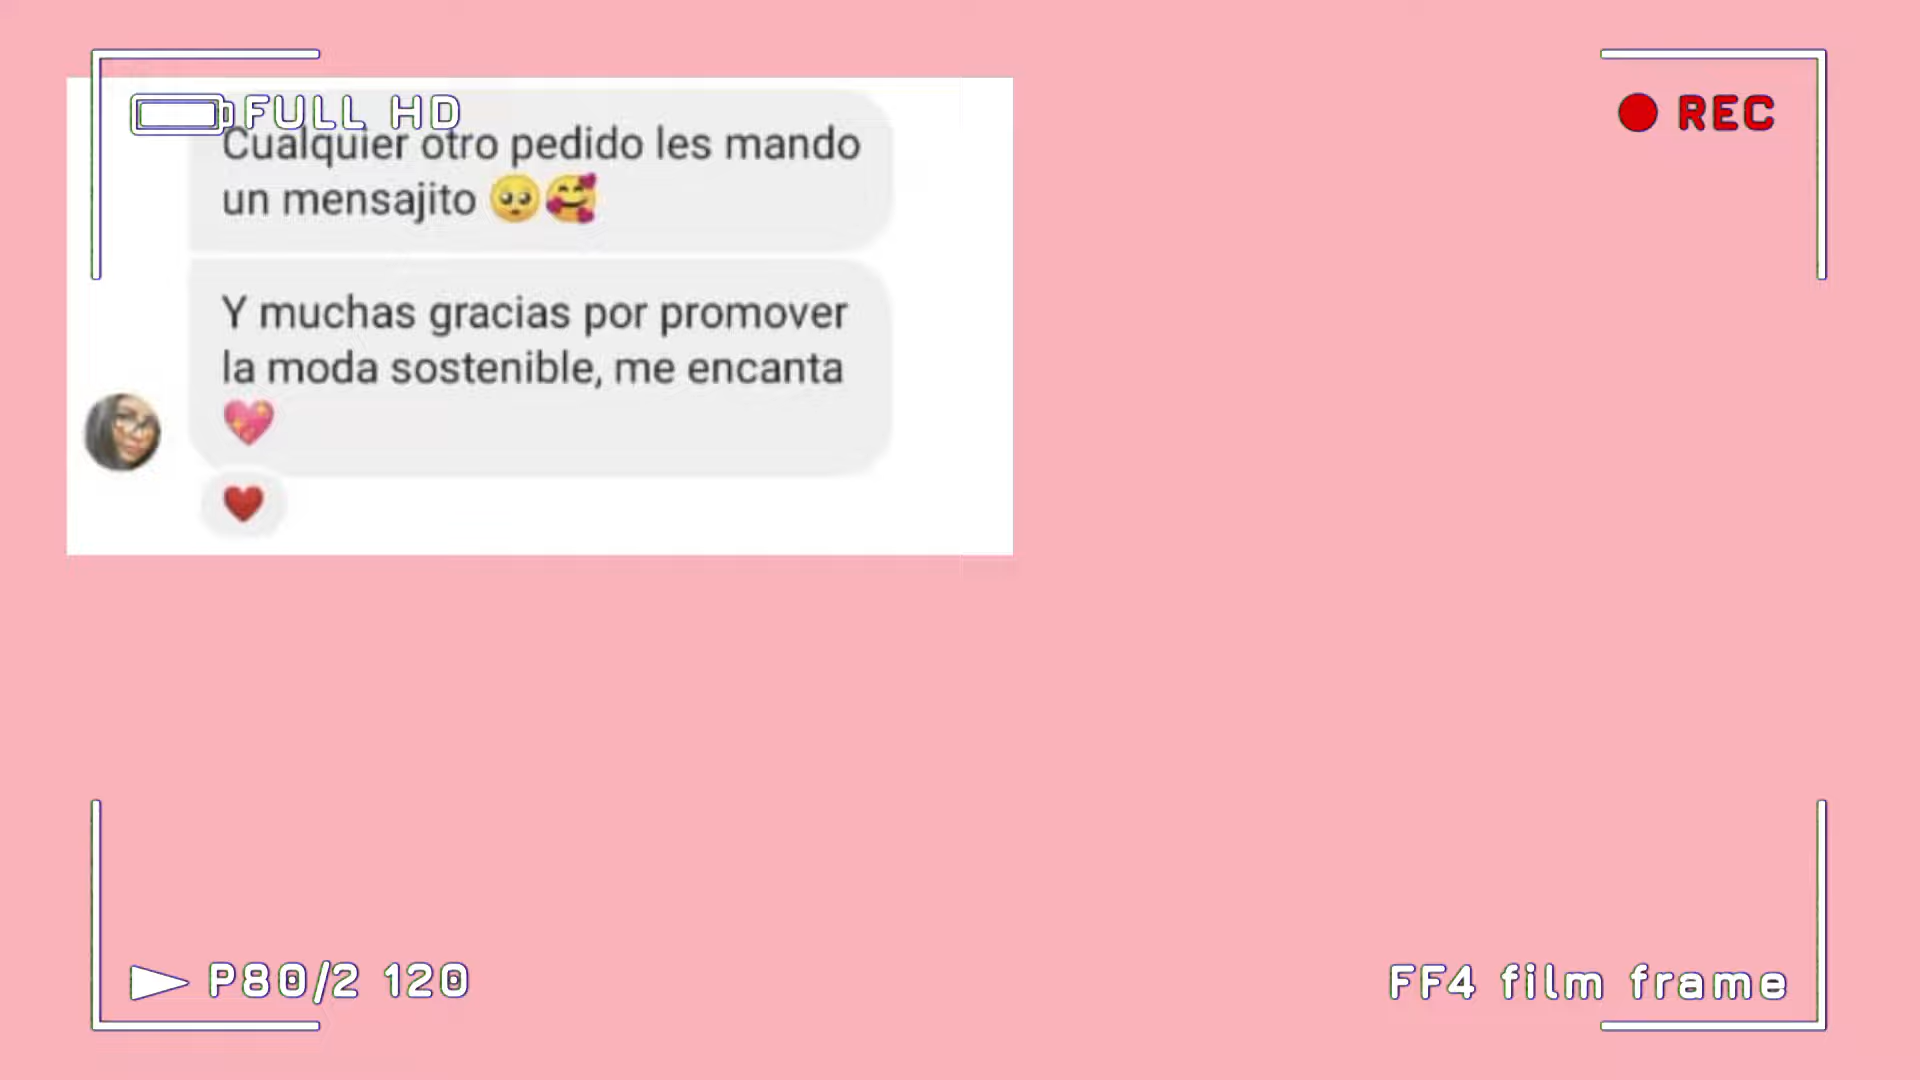 FULL HD
REC
Cualquier otro pedido les mando
un mensajito 🥺🥰
Y muchas gracias por promover
la moda sostenible, me encanta
💖
❤️
P80/2 120
FF4 film frame